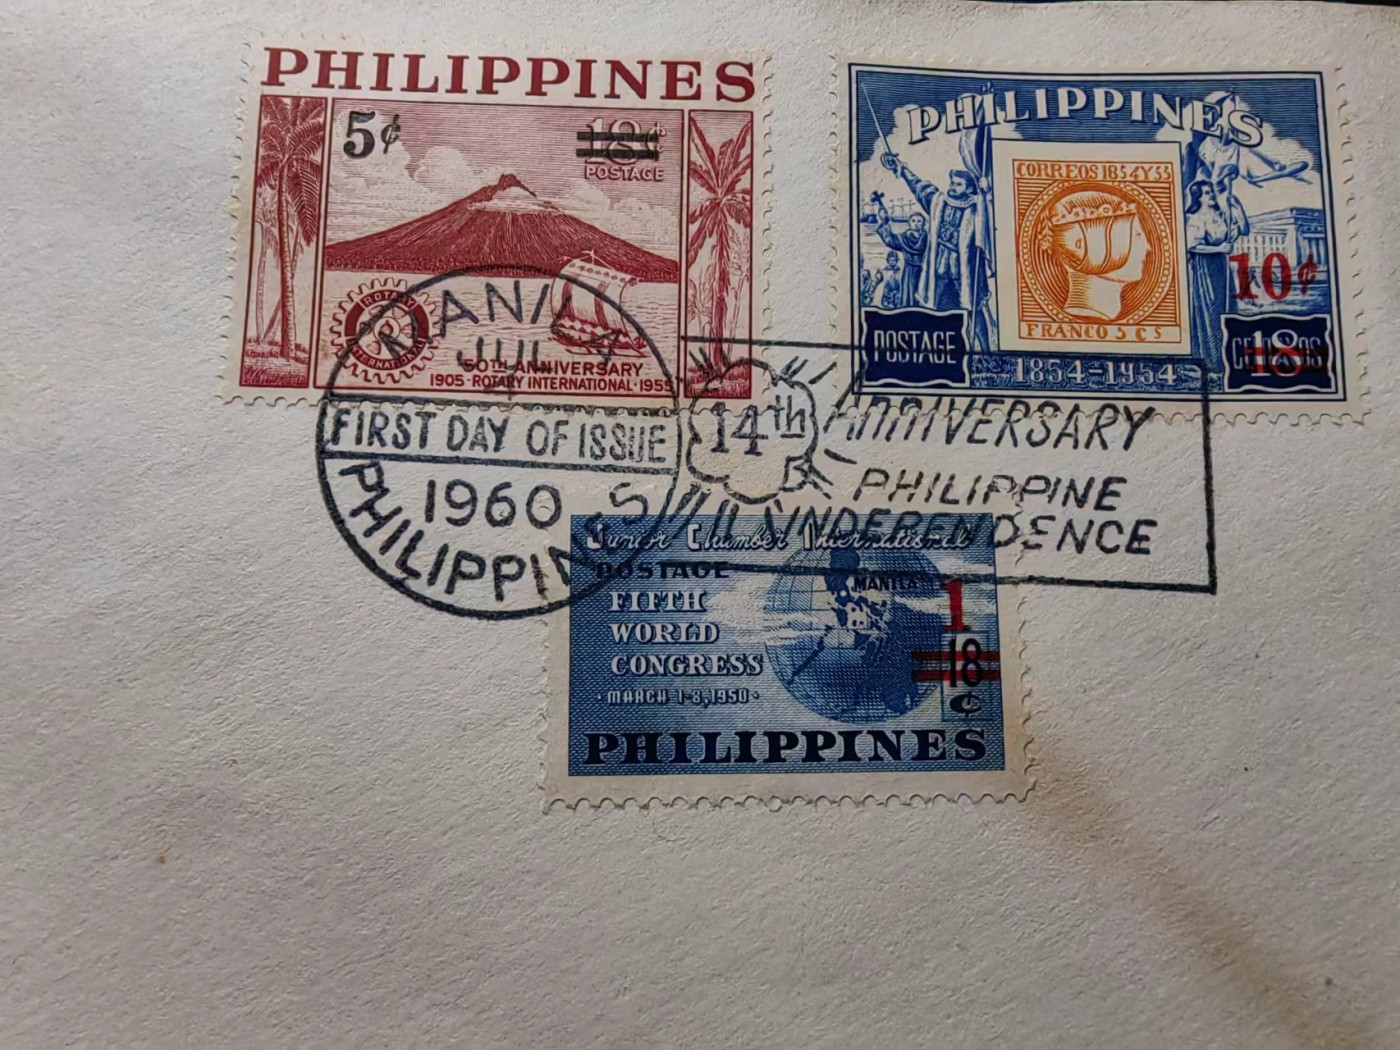 PHILIPPINES
5¢
18¢
POSTAGE
ROTARY
INTERNATIONAL
50TH ANNIVERSARY
1905 · ROTARY INTERNATIONAL · 1955
PHILIPPINES
CORREOS 1854 Y 55
FRANCO 5 CS
10¢
POSTAGE
18
1854-1954
MANILA
JUL 4
FIRST DAY OF ISSUE
1960
PHILIPPINES
14th ANNIVERSARY
PHILIPPINE
INDEPENDENCE
Junior Chamber International
POSTAGE
MANILA
FIFTH
WORLD
CONGRESS
· MARCH 1-8, 1950 ·
1
18
¢
PHILIPPINES